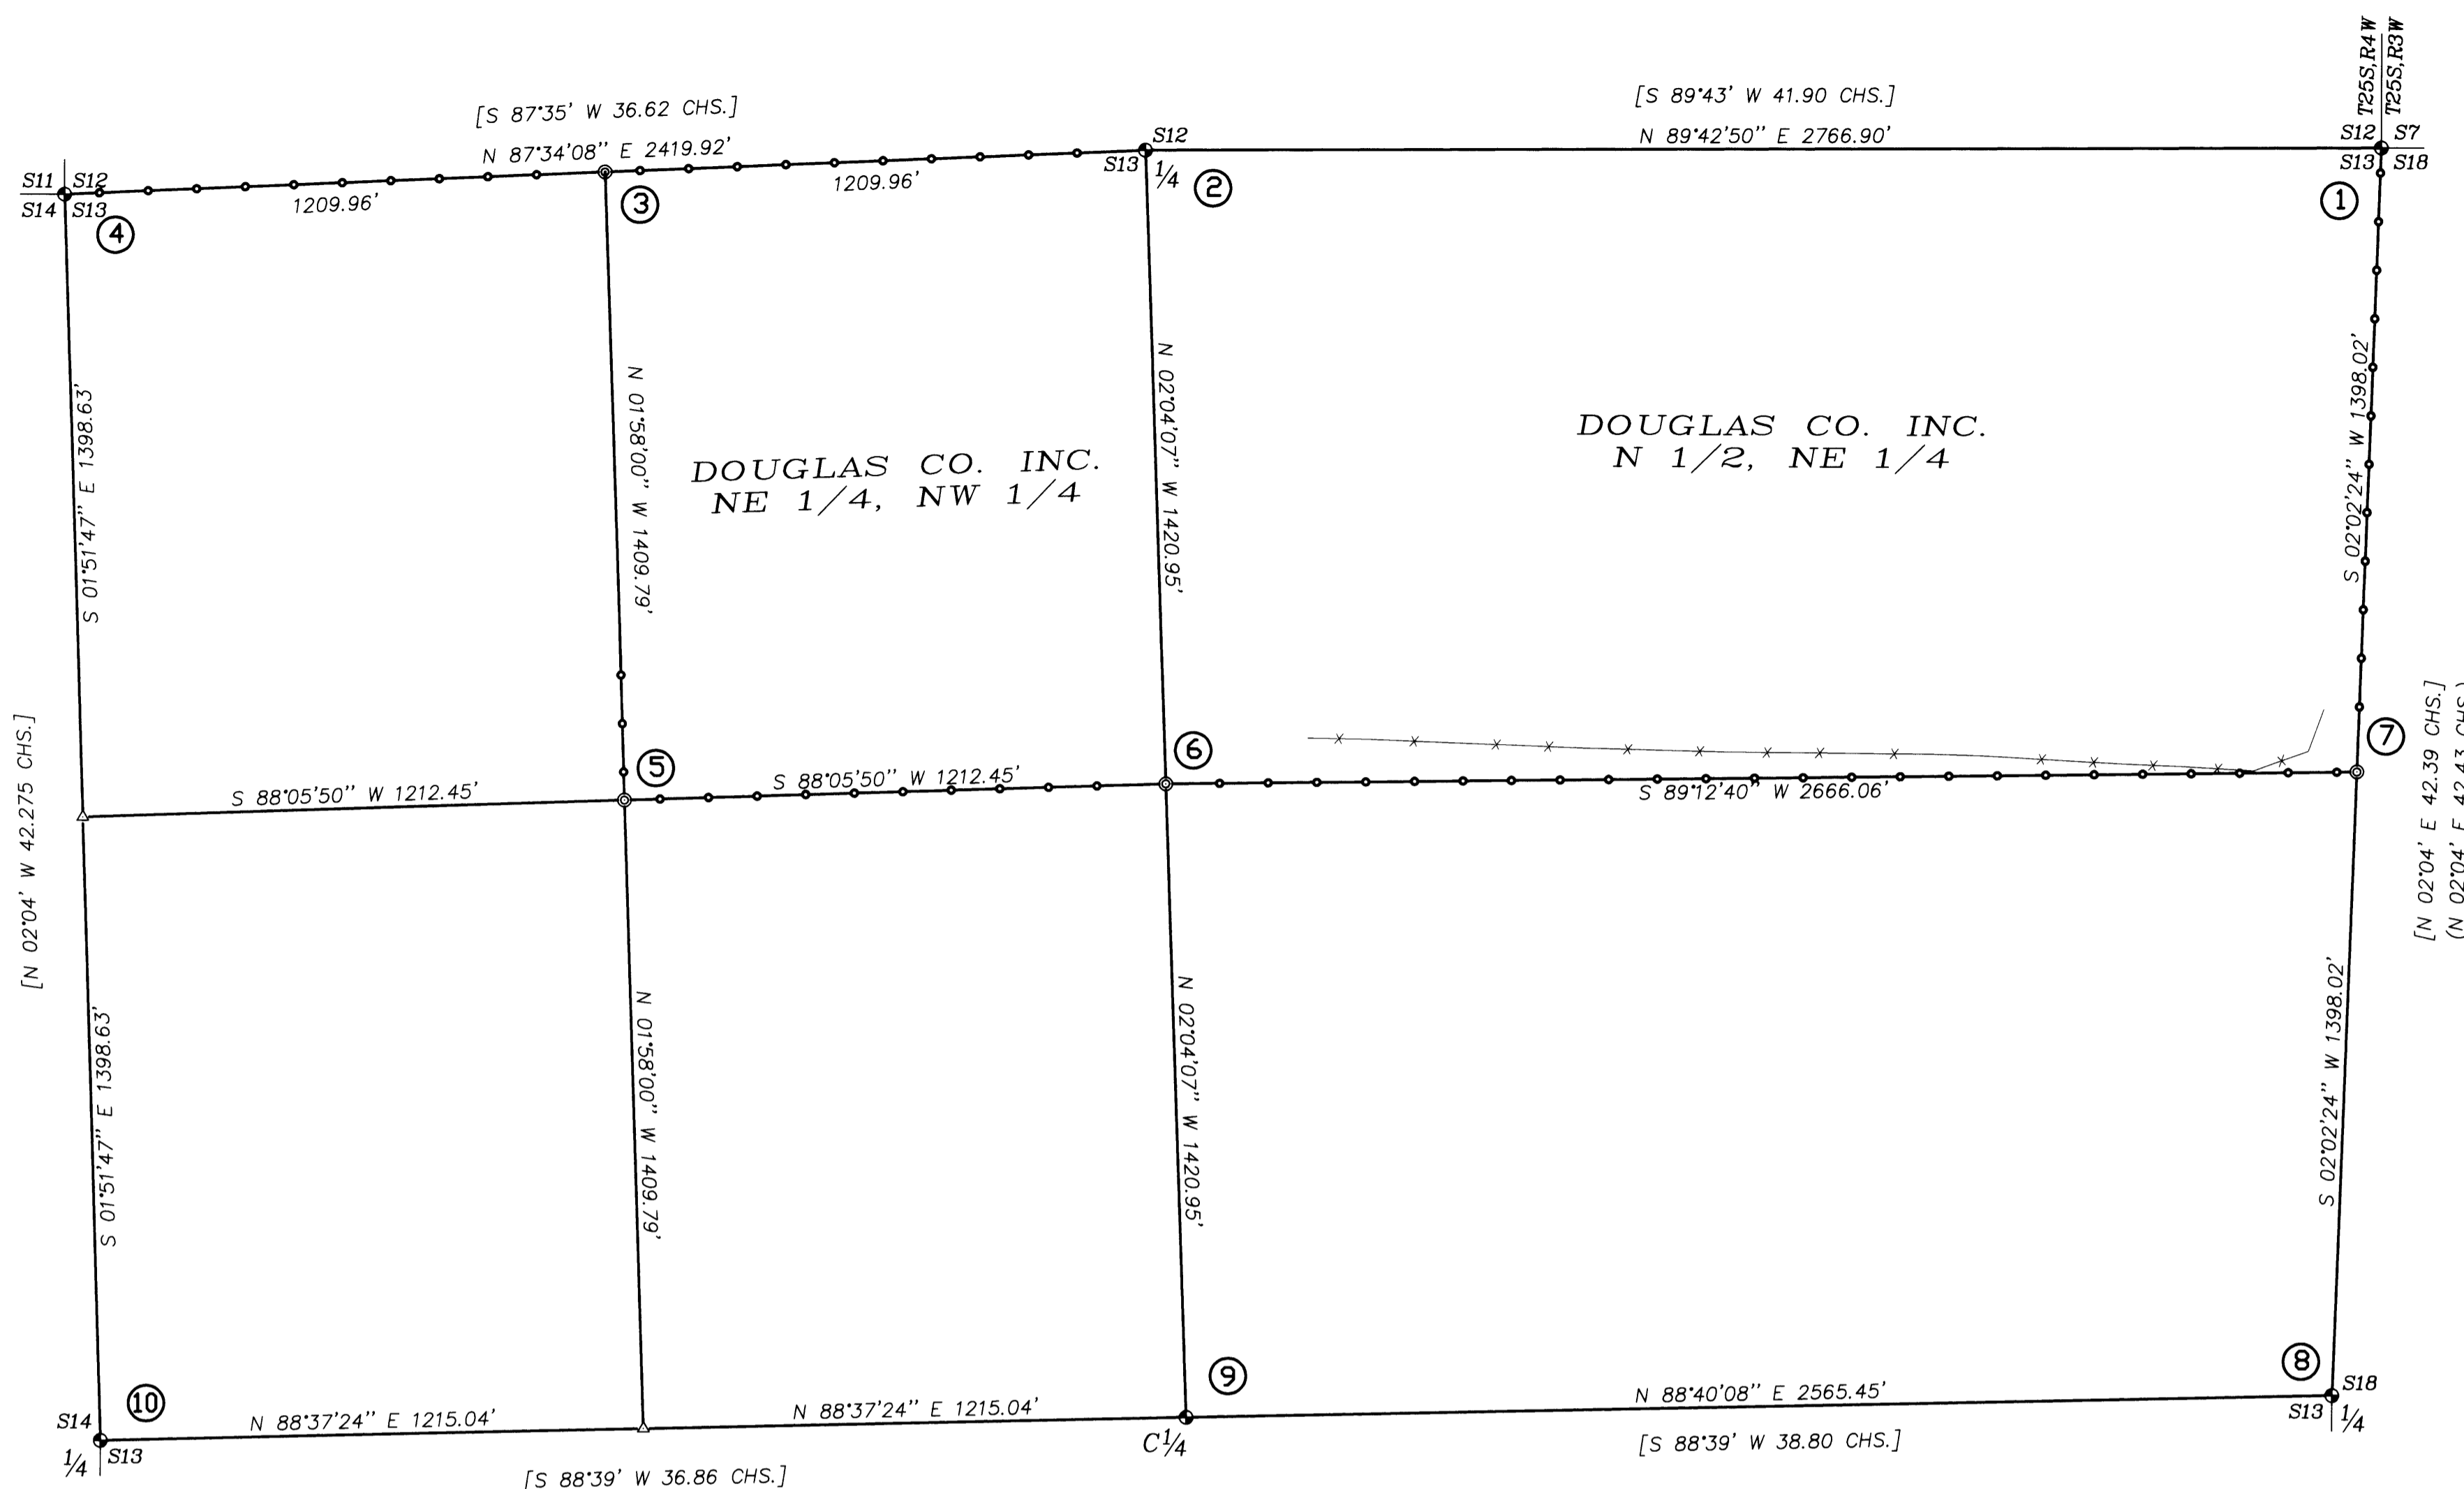 T25S,R4W
T25S,R3W
[S 87°35' W 36.62 CHS.]
[S 89°43' W 41.90 CHS.]
N 87°34'08" E 2419.92'
N 89°42'50" E 2766.90'
S12
S13
1/4
2
S12
S7
S13
S18
1
S11
S12
S14
S13
4
1209.96'
3
1209.96'
S 01°51'47" E 1398.63'
N 01°58'00" W 1409.79'
N 02°04'07" W 1420.95'
S 02°02'24" W 1398.02'
DOUGLAS CO. INC.
NE 1/4, NW 1/4
DOUGLAS CO. INC.
N 1/2, NE 1/4
[N 02°04' W 42.275 CHS.]
[N 02°04' E 42.39 CHS.]
(N 02°04' E 42.43 CHS.)
5
6
7
S 88°05'50" W 1212.45'
S 88°05'50" W 1212.45'
S 89°12'40" W 2666.06'
S 01°51'47" E 1398.63'
N 01°58'00" W 1409.79'
N 02°04'07" W 1420.95'
S 02°02'24" W 1398.02'
10
9
8
S14
S13
1/4
N 88°37'24" E 1215.04'
N 88°37'24" E 1215.04'
C 1/4
N 88°40'08" E 2565.45'
S18
S13
1/4
[S 88°39' W 36.86 CHS.]
[S 88°39' W 38.80 CHS.]